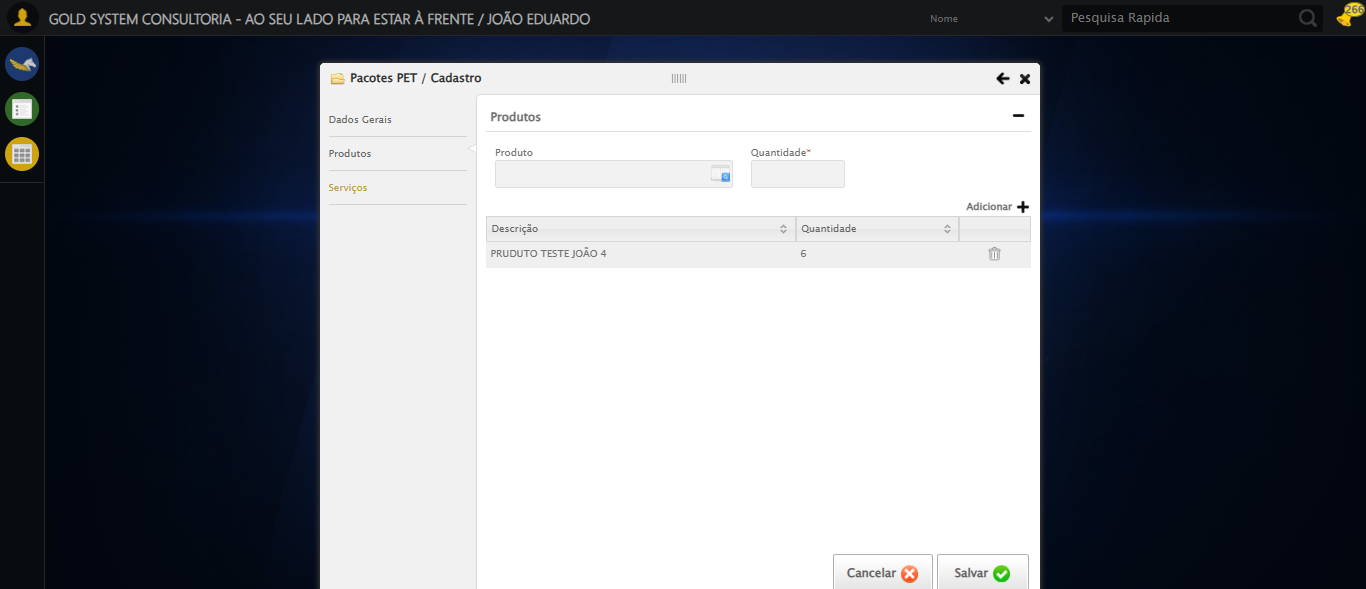 GOLD SYSTEM CONSULTORIA - AO SEU LADO PARA ESTAR À FRENTE / JOÃO EDUARDO
Nome
Pesquisa Rapida
266
Pacotes PET / Cadastro
Dados Gerais
Produtos
Serviços
Produtos
Produto
Quantidade*
Adicionar
Descrição
Quantidade
PRUDUTO TESTE JOÃO 4
6
Cancelar
Salvar